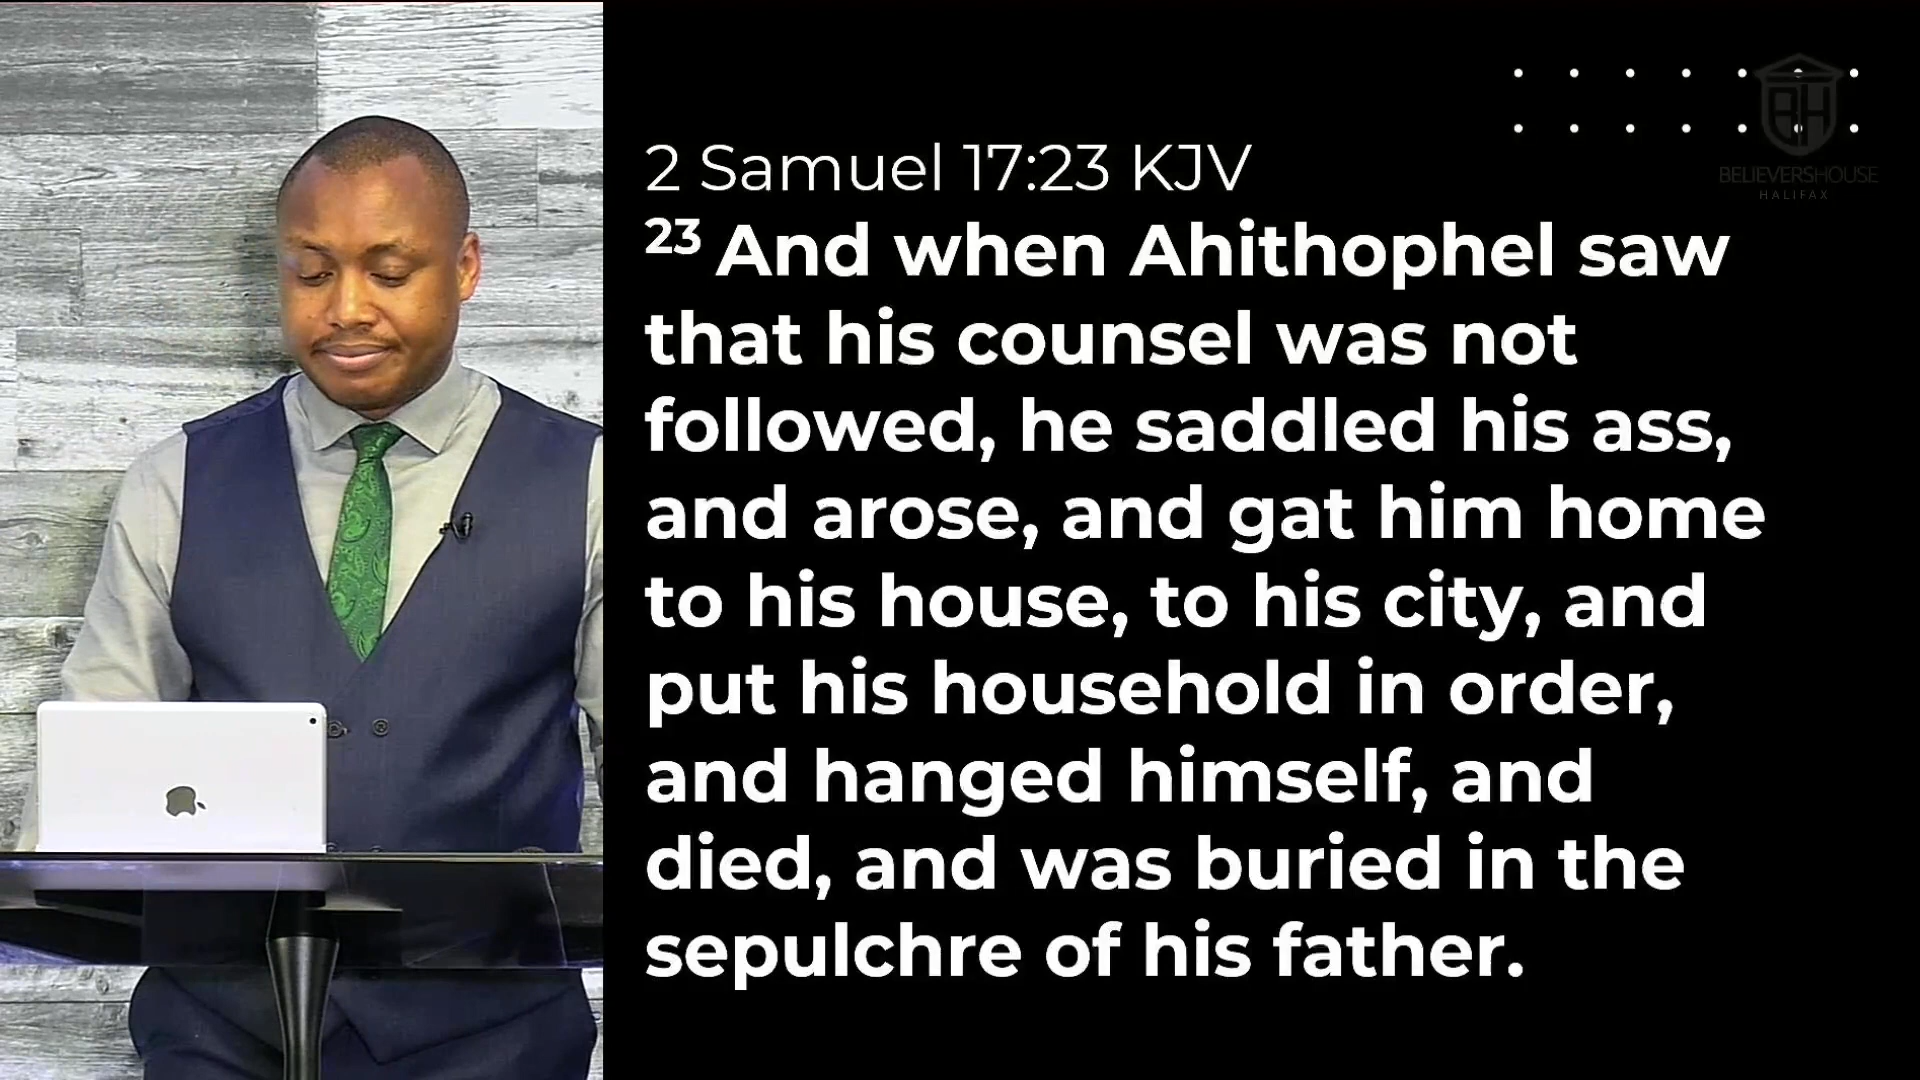 BELIEVERSHOUSE
HALIFAX
2 Samuel 17:23 KJV
23 And when Ahithophel saw
that his counsel was not
followed, he saddled his ass,
and arose, and gat him home
to his house, to his city, and
put his household in order,
and hanged himself, and
died, and was buried in the
sepulchre of his father.